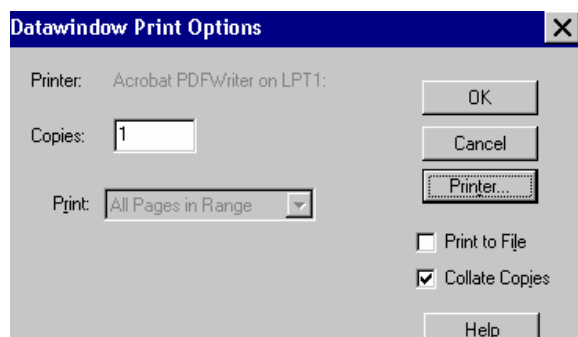 Datawindow Print Options
Printer: Acrobat PDFWriter on LPT1:
OK
Copies: 1
Cancel
Printer...
Print: All Pages in Range
Print to File
Collate Copies
Help